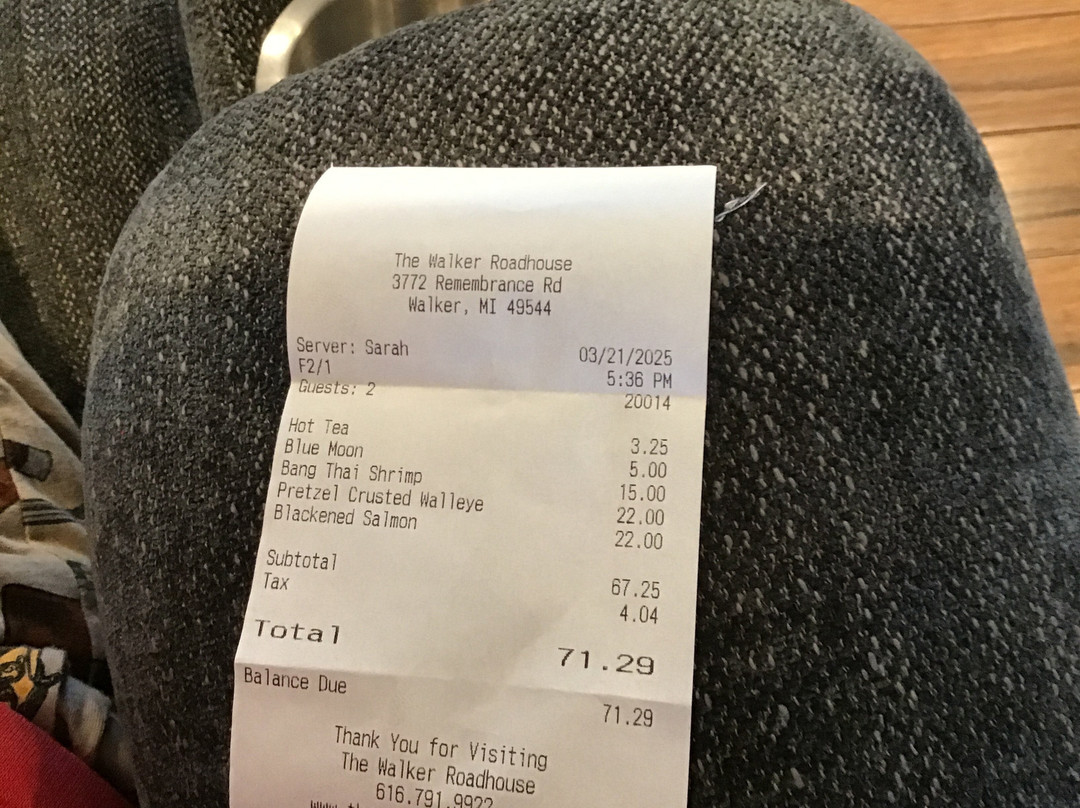 The Walker Roadhouse
3772 Remembrance Rd
Walker, MI 49544
Server: Sarah 03/21/2025
F2/1 5:36 PM
Guests: 2 20014
Hot Tea 3.25
Blue Moon 5.00
Bang Thai Shrimp 15.00
Pretzel Crusted Walleye 22.00
Blackened Salmon 22.00
Subtotal 67.25
Tax 4.04
Total 71.29
Balance Due 71.29
Thank You for Visiting
The Walker Roadhouse
616.791.9922